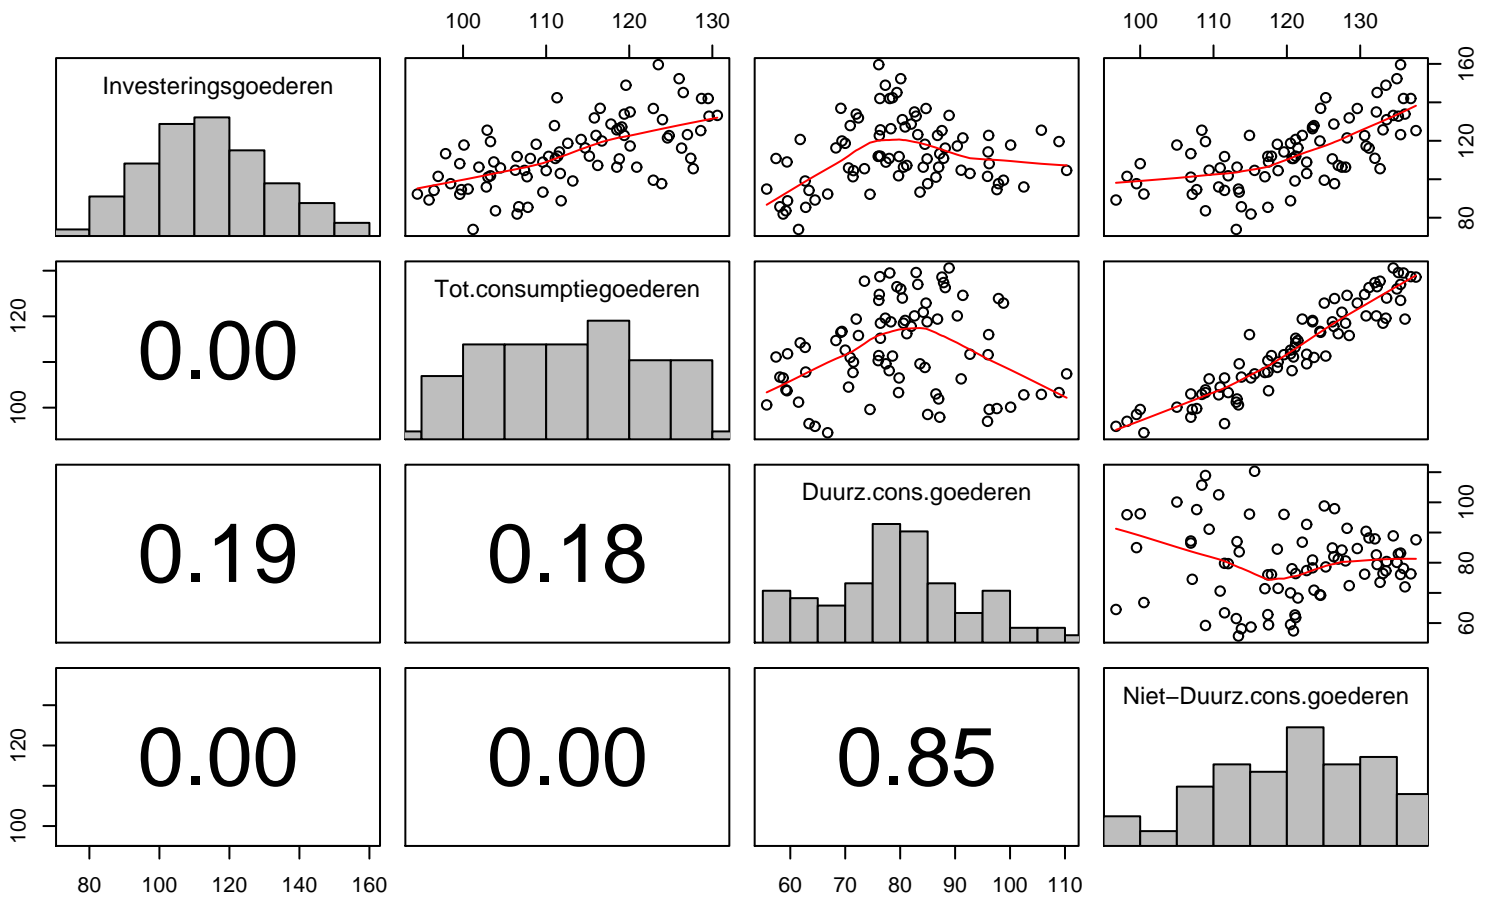 100 110 120 130 100 110 120 130
Investeringsgoederen
80 120 160
100 120
0.00
Tot.consumptiegoederen
0.19
0.18
Duurz.cons.goederen
60 80 100
100 120
0.00
0.00
0.85
Niet−Duurz.cons.goederen
80 100 120 140 160 60 70 80 90 100 110